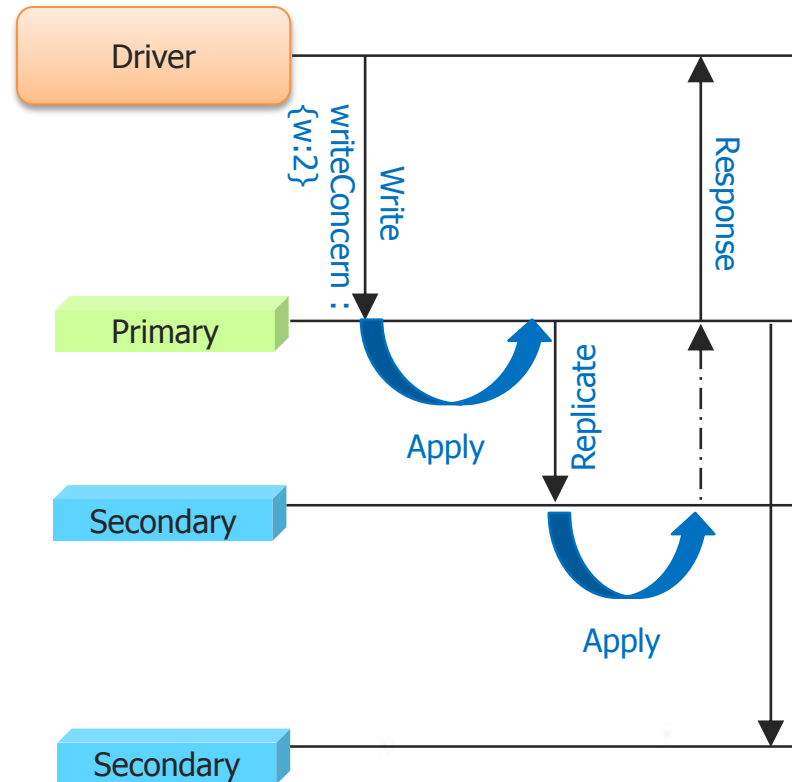 Driver
writeConcern :
{w:2}
Write
Response
Primary
Apply
Replicate
Secondary
Apply
Secondary